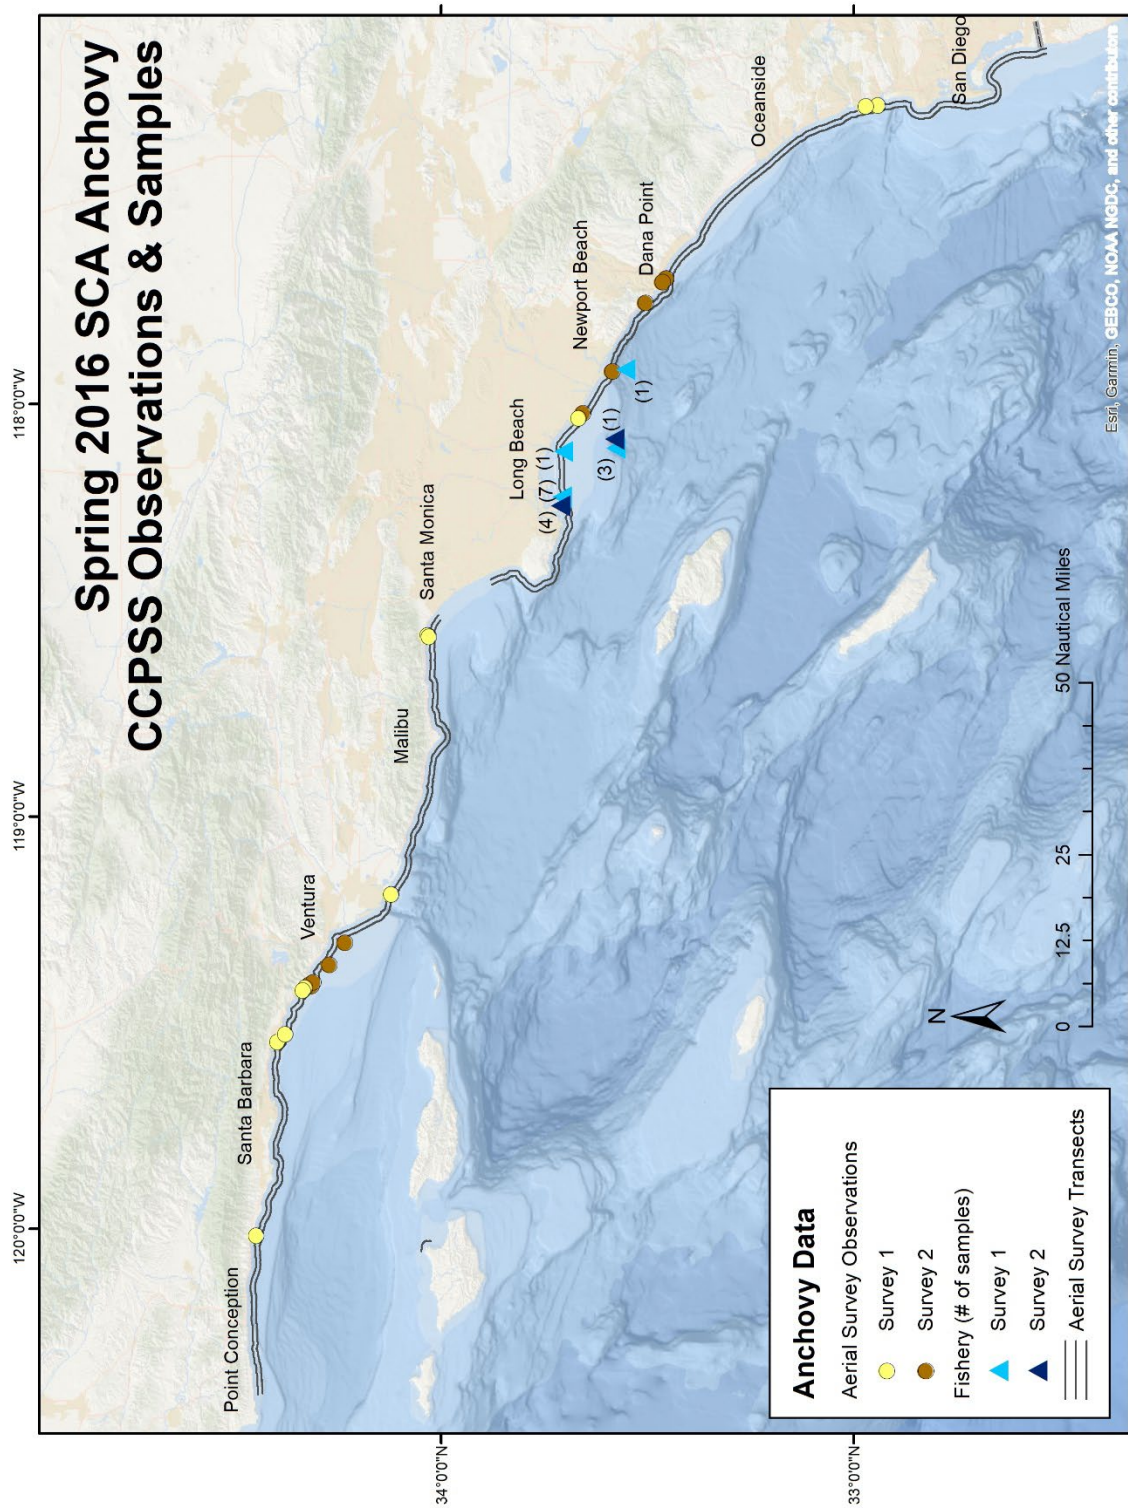 Spring 2016 SCA Anchovy
CCPSS Observations & Samples
120°0'0"W
119°0'0"W
118°0'0"W
34°0'0"N
33°0'0"N
Point Conception
Santa Barbara
Ventura
Malibu
Santa Monica
Long Beach
(4)
(7)
(1)
(3)
(1)
(1)
Newport Beach
Dana Point
Oceanside
San Diego
Anchovy Data
Aerial Survey Observations
Survey 1
Survey 2
Fishery (# of samples)
Survey 1
Survey 2
Aerial Survey Transects
N
0
12.5
25
50 Nautical Miles
Esri, Garmin, GEBCO, NOAA NGDC, and other contributors